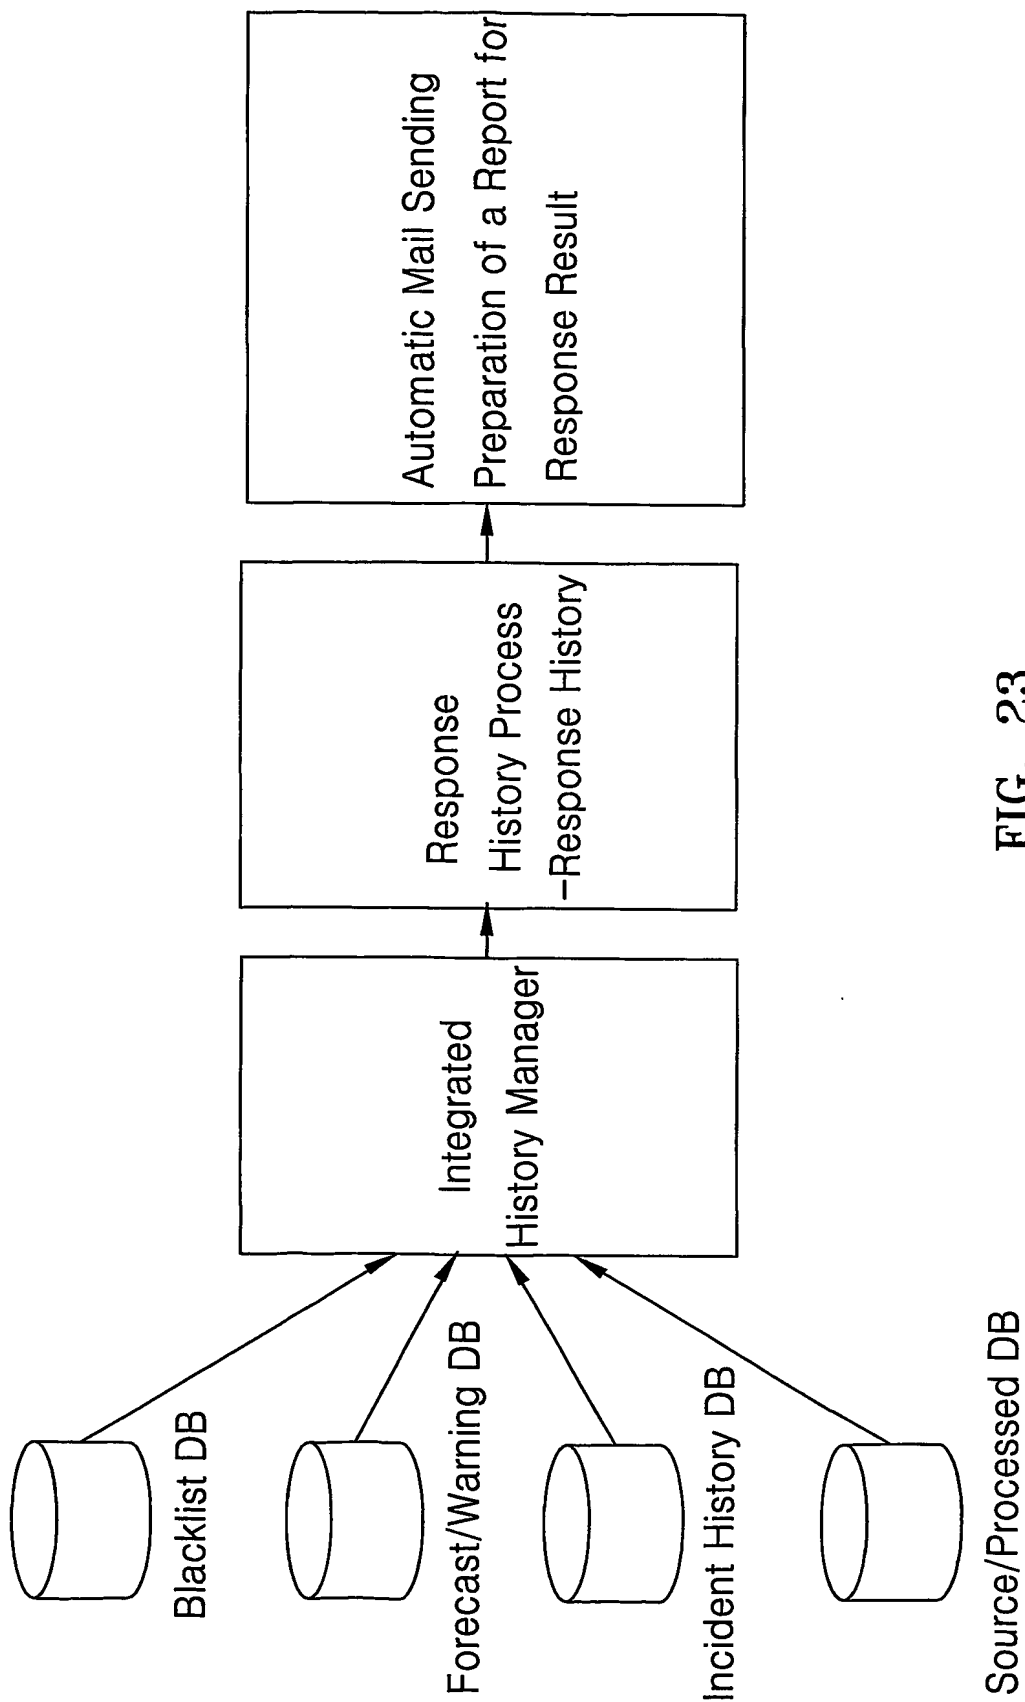 Blacklist DB
Forecast/Warning DB
Incident History DB
Source/Processed DB
Integrated
History Manager
Response
History Process
-Response History
Automatic Mail Sending
Preparation of a Report for
Response Result
FIG. 23